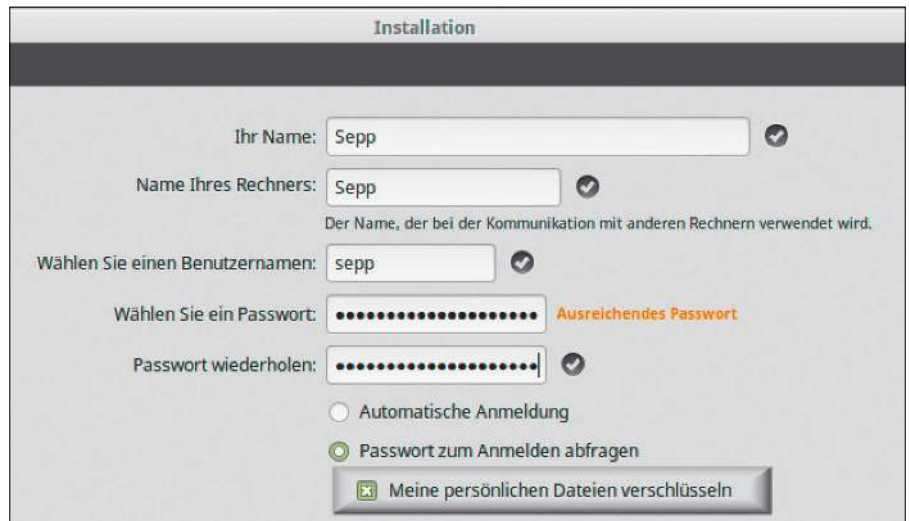 Installation
Ihr Name: Sepp
Name Ihres Rechners: Sepp
Der Name, der bei der Kommunikation mit anderen Rechnern verwendet wird.
Wählen Sie einen Benutzernamen: sepp
Wählen Sie ein Passwort: ●●●●●●●●●●●●●●●●●●●● Ausreichendes Passwort
Passwort wiederholen: ●●●●●●●●●●●●●●●●●●●●
Automatische Anmeldung
Passwort zum Anmelden abfragen
Meine persönlichen Dateien verschlüsseln